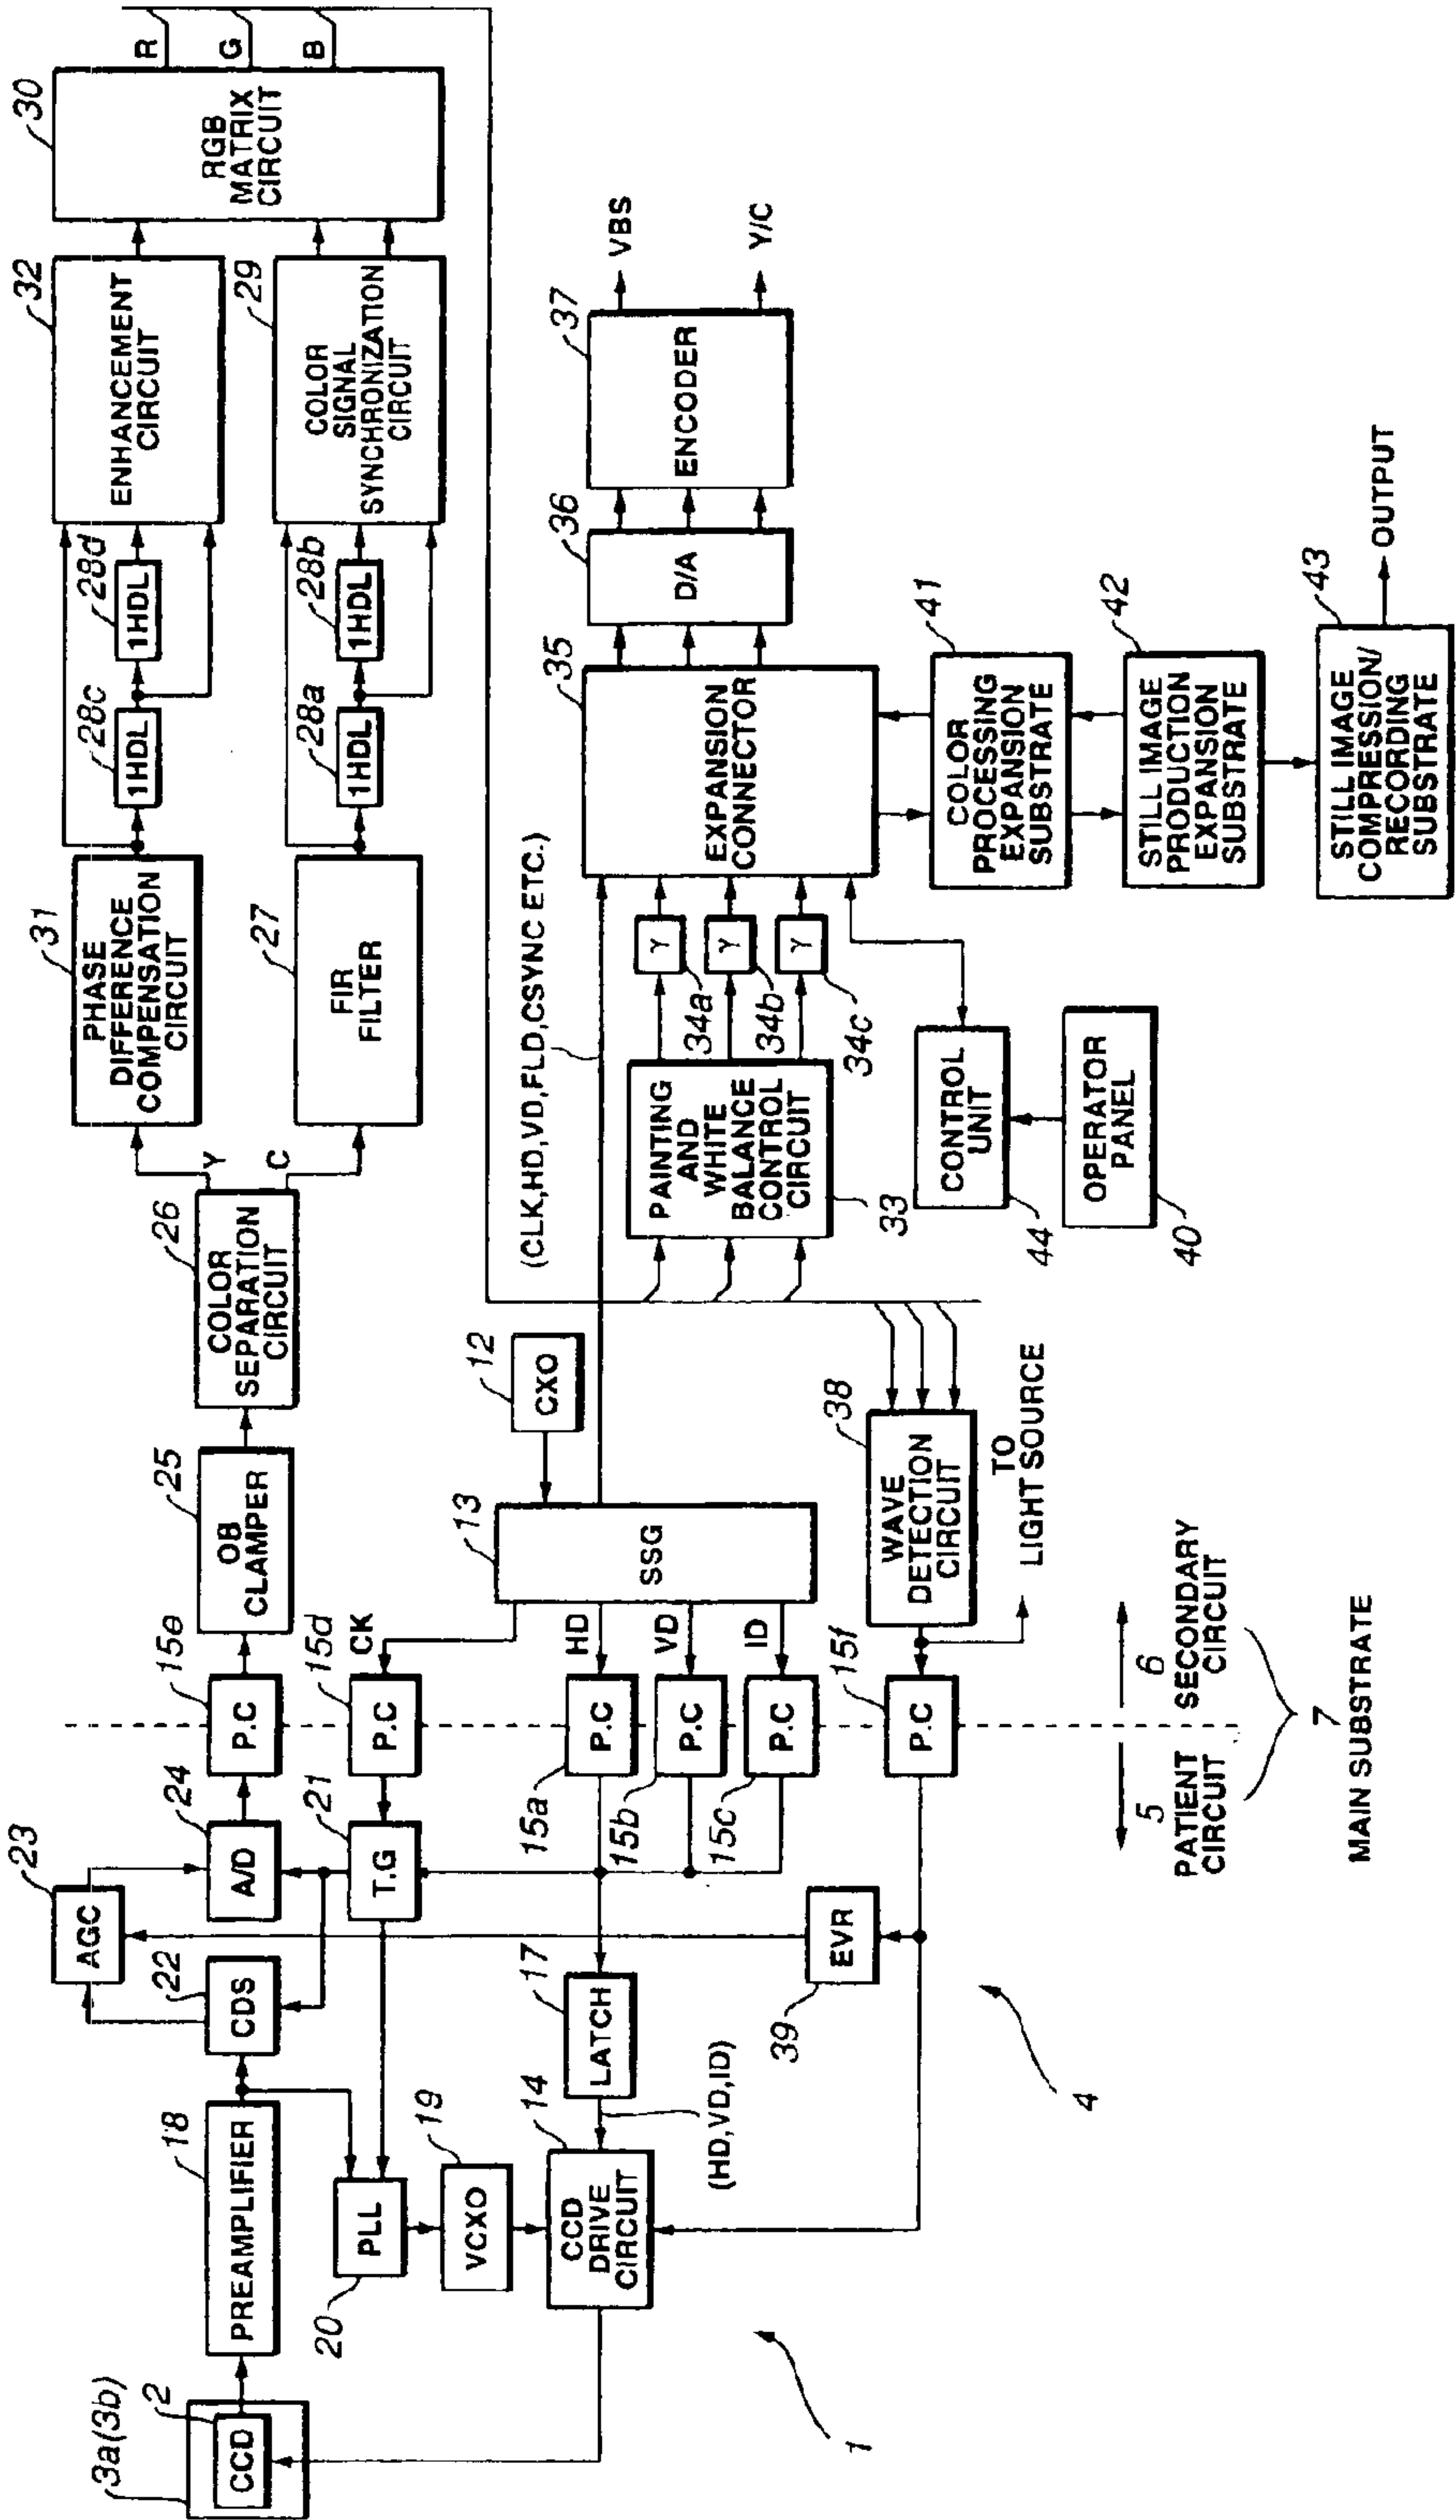 3a(3b)
2
CCD
18
PREAMPLIFIER
22
CDS
23
AGC
24
A/D
15e
P.C
25
OB
CLAMPER
26
COLOR
SEPARATION
CIRCUIT
Y
C
31
PHASE
DIFFERENCE
COMPENSATION
CIRCUIT
27
FIR
FILTER
28c
1HDL
28d
1HDL
28a
1HDL
28b
1HDL
32
ENHANCEMENT
CIRCUIT
29
COLOR
SIGNAL
SYNCHRONIZATION
CIRCUIT
30
RGB
MATRIX
CIRCUIT
R
G
B
20
PLL
19
VCXO
21
T.G
15d
P.C
CK
14
CCD
DRIVE
CIRCUIT
17
LATCH
(HD,VD,ID)
15a
P.C
HD
15b
P.C
VD
15c
P.C
ID
13
SSG
12
CXO
(CLK,HD,VD,FLD,CSYNC ETC.)
39
EVR
15f
P.C
38
WAVE
DETECTION
CIRCUIT
TO
LIGHT SOURCE
33
PAINTING
AND
WHITE
BALANCE
CONTROL
CIRCUIT
34a
γ
34b
γ
34c
γ
35
EXPANSION
CONNECTOR
36
D/A
37
ENCODER
VBS
Y/C
44
CONTROL
UNIT
40
OPERATOR
PANEL
41
COLOR
PROCESSING
EXPANSION
SUBSTRATE
42
STILL IMAGE
PRODUCTION
EXPANSION
SUBSTRATE
43
STILL IMAGE
COMPRESSION/
RECORDING
SUBSTRATE
OUTPUT
1
4
5
PATIENT
CIRCUIT
6
SECONDARY
CIRCUIT
7
MAIN SUBSTRATE